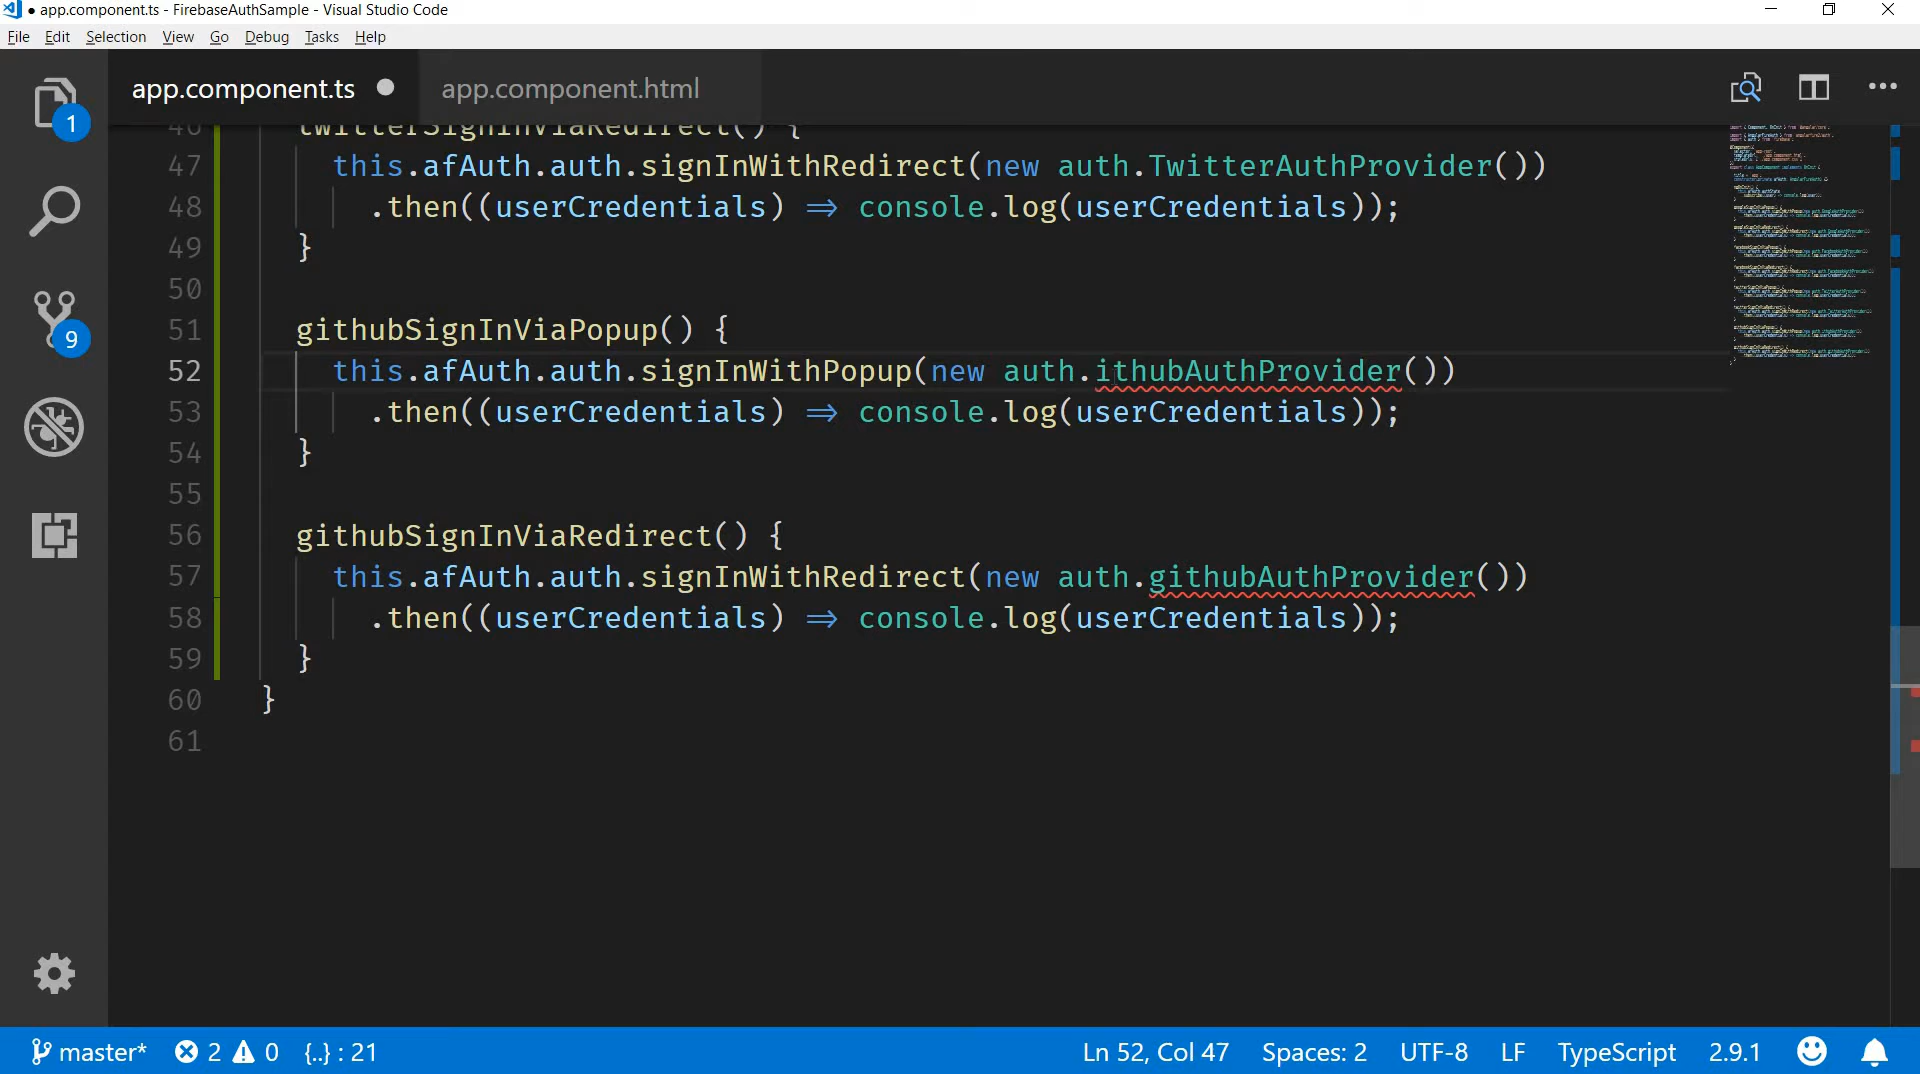 ● app.component.ts - FirebaseAuthSample - Visual Studio Code
File Edit Selection View Go Debug Tasks Help
app.component.ts ● app.component.html
1
46 twitterSignInViaRedirect() {
47 this.afAuth.auth.signInWithRedirect(new auth.TwitterAuthProvider())
48 .then((userCredentials) => console.log(userCredentials));
49 }
50
51 githubSignInViaPopup() {
52 this.afAuth.auth.signInWithPopup(new auth.ithubAuthProvider())
9
53 .then((userCredentials) => console.log(userCredentials));
54 }
55
56 githubSignInViaRedirect() {
57 this.afAuth.auth.signInWithRedirect(new auth.githubAuthProvider())
58 .then((userCredentials) => console.log(userCredentials));
59 }
60 }
61
master* 2 0 {..} : 21 Ln 52, Col 47 Spaces: 2 UTF-8 LF TypeScript 2.9.1